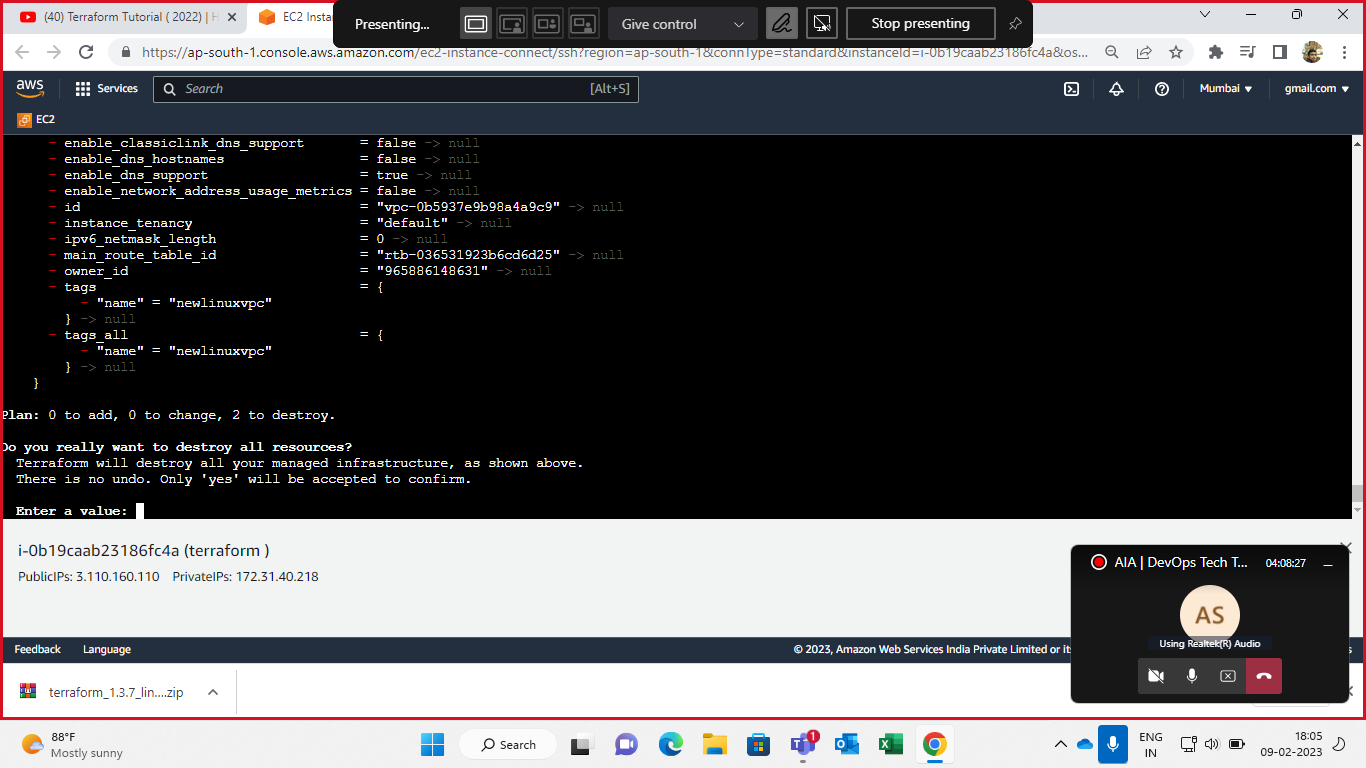 (40) Terraform Tutorial ( 2022) |
EC2 Insta
Presenting...
Give control
Stop presenting
https://ap-south-1.console.aws.amazon.com/ec2-instance-connect/ssh?region=ap-south-1&connType=standard&instanceId=i-0b19caab23186fc4a&os...
aws
Services
Search
[Alt+S]
Mumbai
gmail.com
EC2
- enable_classiclink_dns_support = false -> null
- enable_dns_hostnames = false -> null
- enable_dns_support = true -> null
- enable_network_address_usage_metrics = false -> null
- id = "vpc-0b5937e9b98a4a9c9" -> null
- instance_tenancy = "default" -> null
- ipv6_netmask_length = 0 -> null
- main_route_table_id = "rtb-036531923b6cd6d25" -> null
- owner_id = "965886148631" -> null
- tags = {
- "name" = "newlinuxvpc"
} -> null
- tags_all = {
- "name" = "newlinuxvpc"
} -> null
}
Plan: 0 to add, 0 to change, 2 to destroy.
Do you really want to destroy all resources?
Terraform will destroy all your managed infrastructure, as shown above.
There is no undo. Only 'yes' will be accepted to confirm.
Enter a value:
i-0b19caab23186fc4a (terraform )
PublicIPs: 3.110.160.110 PrivateIPs: 172.31.40.218
AIA | DevOps Tech T...
04:08:27
AS
Using Realtek(R) Audio
Feedback
Language
© 2023, Amazon Web Services India Private Limited or its
terraform_1.3.7_lin....zip
88°F
Mostly sunny
Search
1
ENG
IN
18:05
09-02-2023